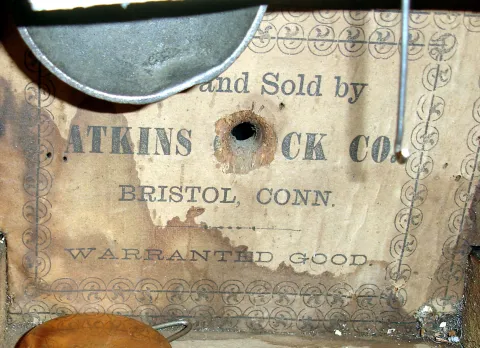 and Sold by
ATKINS CK CO.
BRISTOL, CONN.
WARRANTED GOOD.